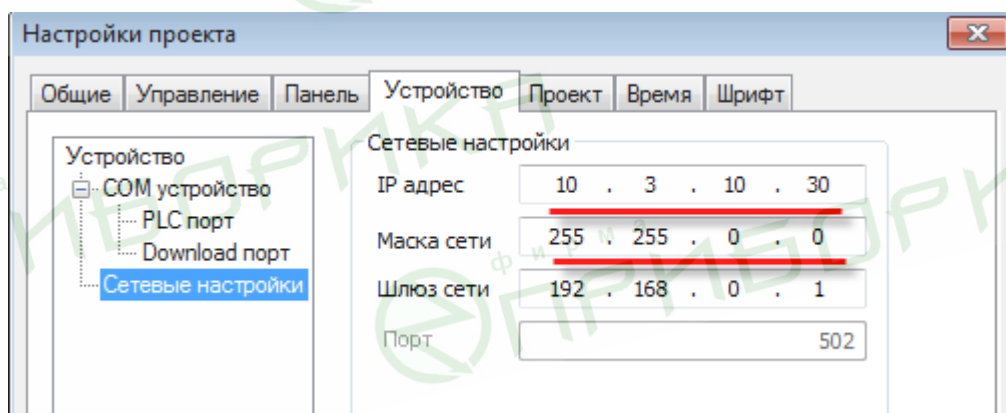 Настройки проекта
Общие Управление Панель Устройство Проект Время Шрифт
Устройство
COM устройство
PLC порт
Download порт
Сетевые настройки
Сетевые настройки
IP адрес 10 . 3 . 10 . 30
Маска сети 255 . 255 . 0 . 0
Шлюз сети 192 . 168 . 0 . 1
Порт 502
фирма
ПРИБОРИКА